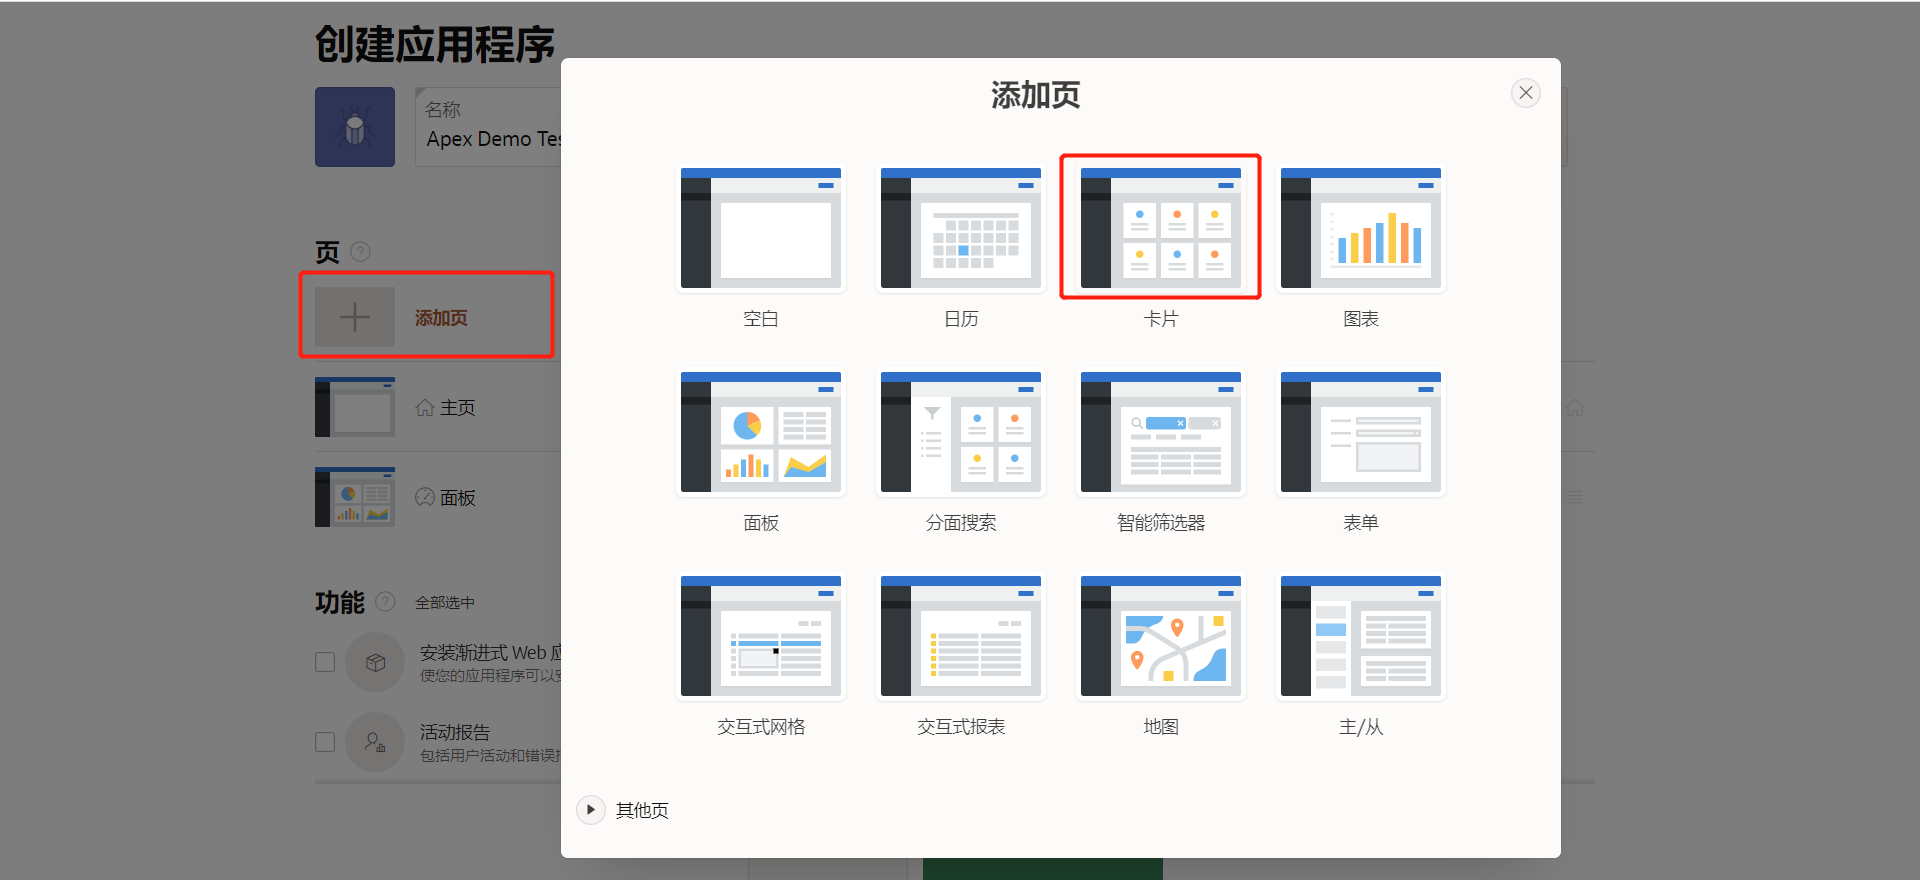 创建应用程序
名称
Apex Demo Tes
页
添加页
主页
面板
功能 全部选中
安装渐进式 Web 应
使您的应用程序可以安
活动报告
包括用户活动和错误报
添加页
空白 日历 卡片 图表
面板 分面搜索 智能筛选器 表单
交互式网格 交互式报表 地图 主/从
其他页